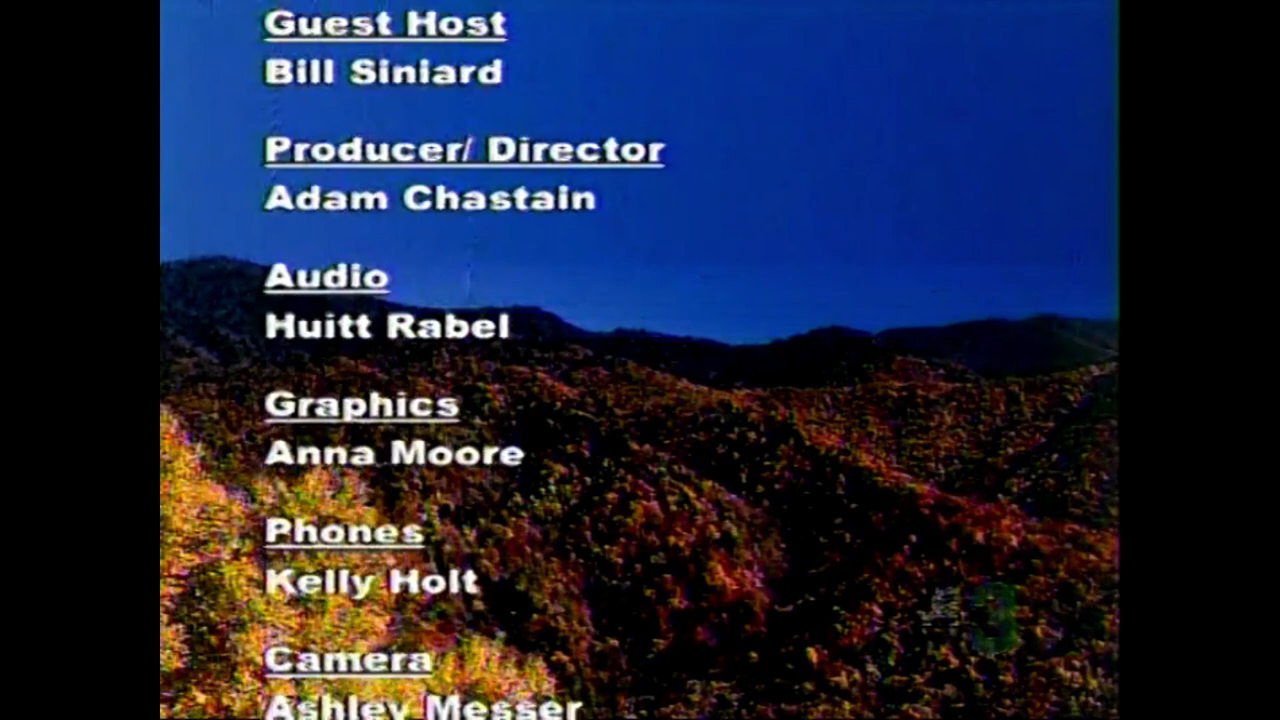 Guest Host
Bill Siniard
Producer/ Director
Adam Chastain
Audio
Huitt Rabel
Graphics
Anna Moore
Phones
Kelly Holt
Camera
Ashley Messer
3